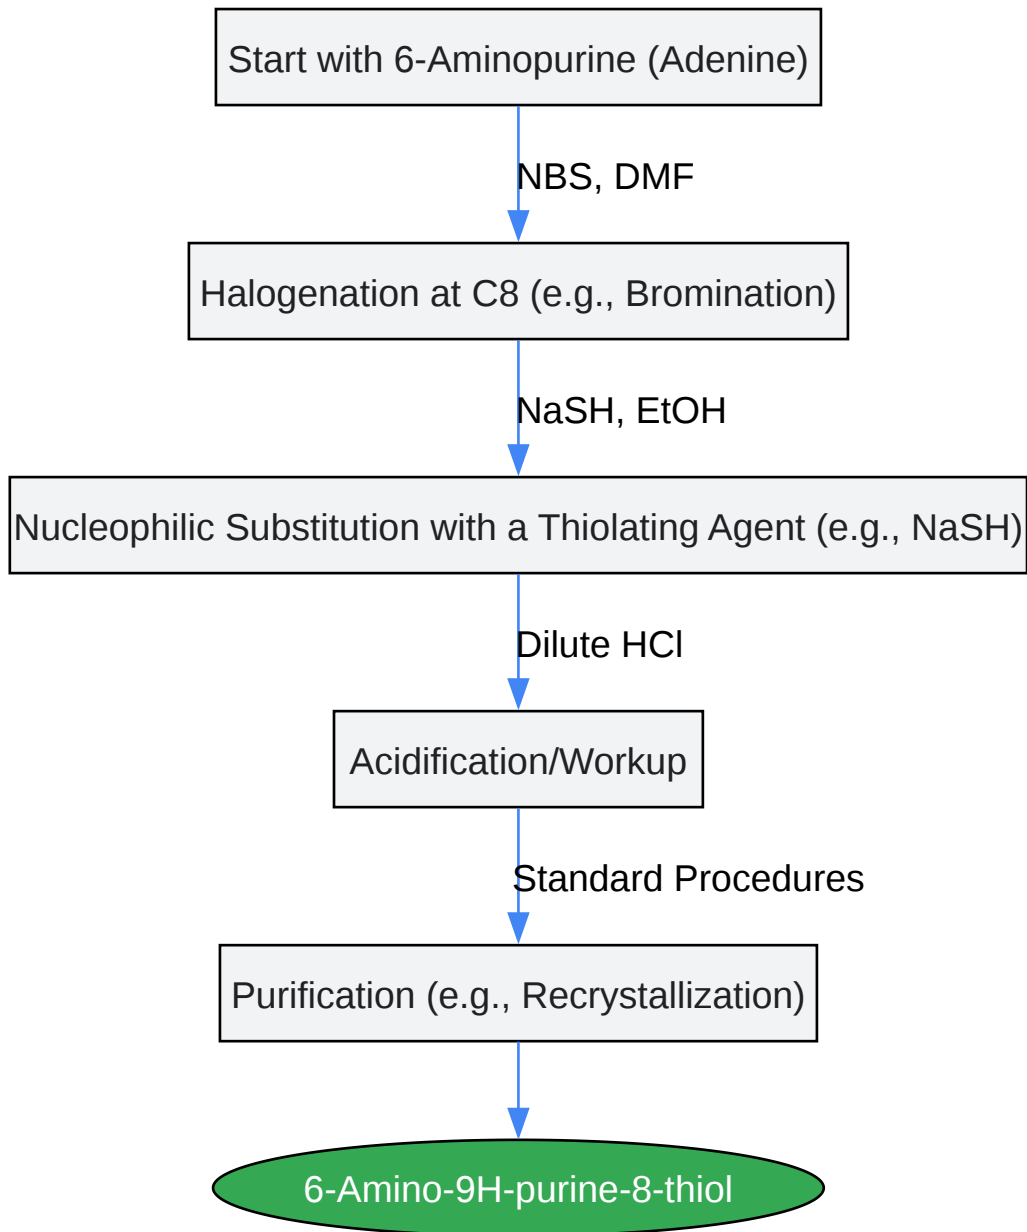 Start with 6-Aminopurine (Adenine)
NBS, DMF
Halogenation at C8 (e.g., Bromination)
NaSH, EtOH
Nucleophilic Substitution with a Thiolating Agent (e.g., NaSH)
Dilute HCl
Acidification/Workup
Standard Procedures
Purification (e.g., Recrystallization)
6-Amino-9H-purine-8-thiol